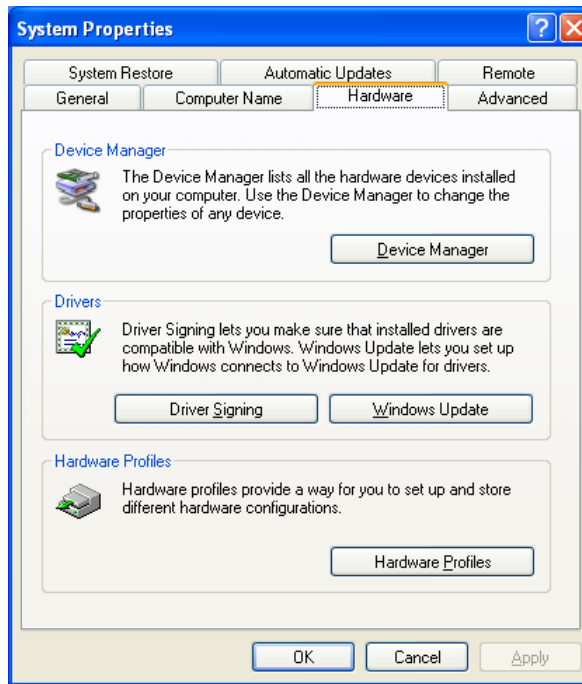 System Properties
System Restore Automatic Updates Remote
General Computer Name Hardware Advanced
Device Manager
The Device Manager lists all the hardware devices installed
on your computer. Use the Device Manager to change the
properties of any device.
Device Manager
Drivers
Driver Signing lets you make sure that installed drivers are
compatible with Windows. Windows Update lets you set up
how Windows connects to Windows Update for drivers.
Driver Signing Windows Update
Hardware Profiles
Hardware profiles provide a way for you to set up and store
different hardware configurations.
Hardware Profiles
OK Cancel Apply